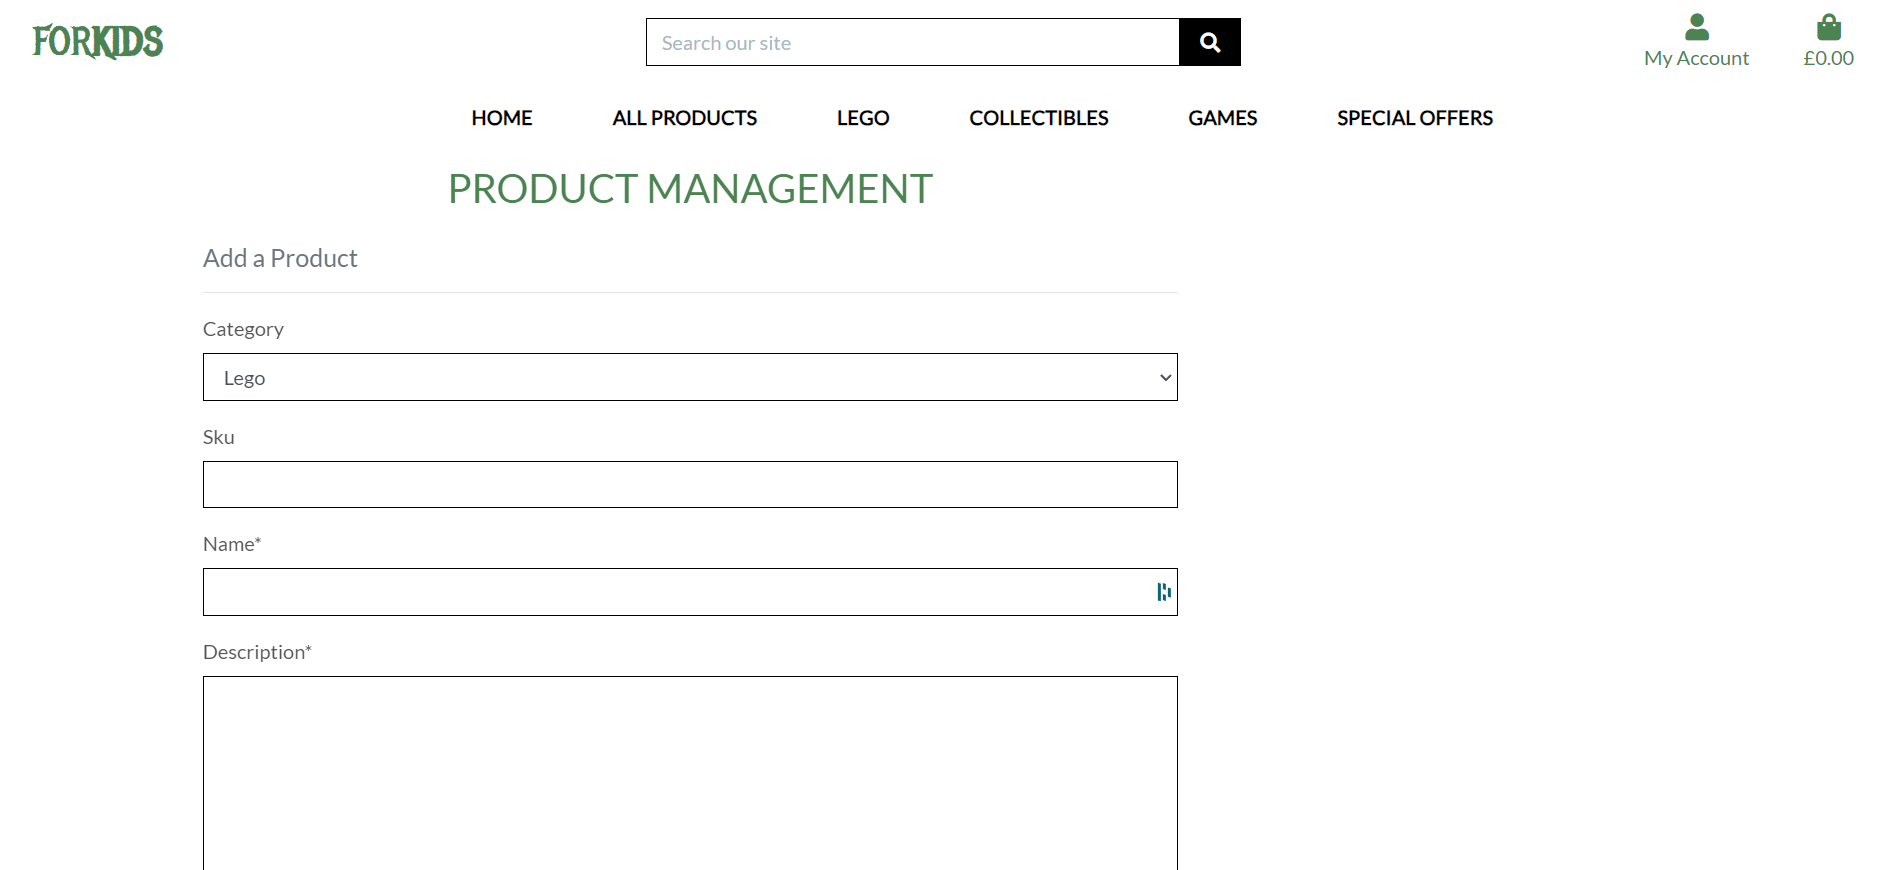 FORKIDS
Search our site
My Account
£0.00
HOME ALL PRODUCTS LEGO COLLECTIBLES GAMES SPECIAL OFFERS
PRODUCT MANAGEMENT
Add a Product
Category
Lego
Sku
Name*
Description*